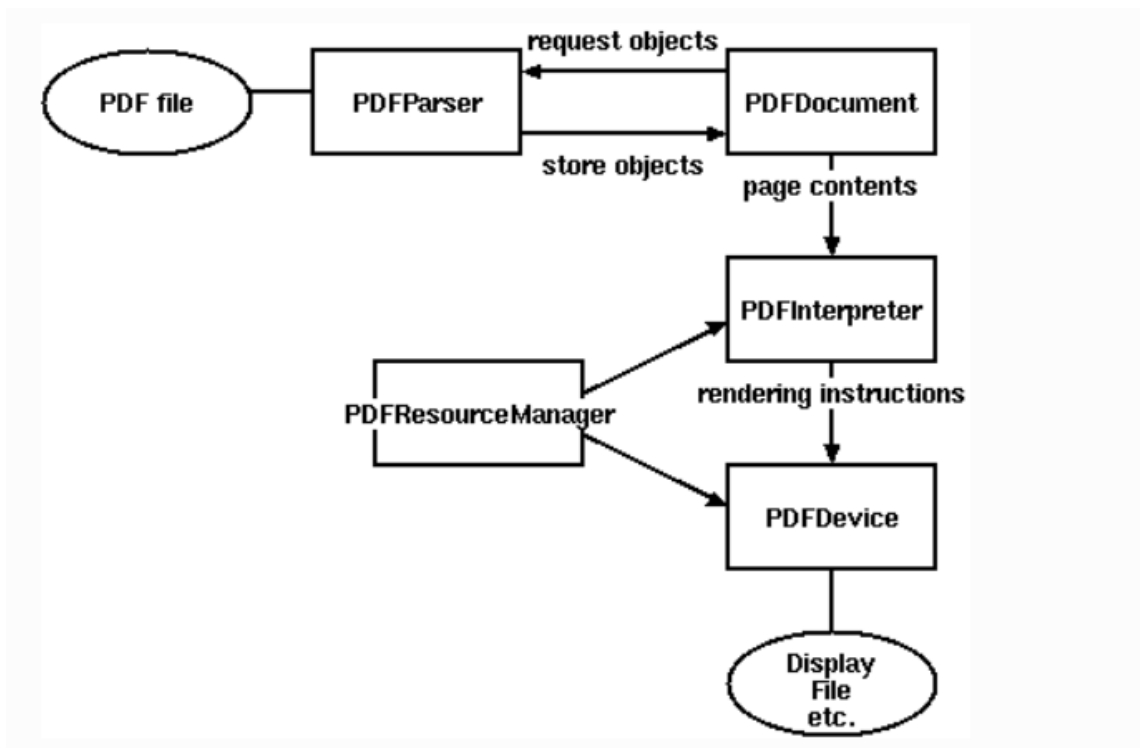 request objects
PDF file
PDFParser
PDFDocument
store objects
page contents
PDFInterpreter
rendering instructions
PDFResourceManager
PDFDevice
Display
File
etc.